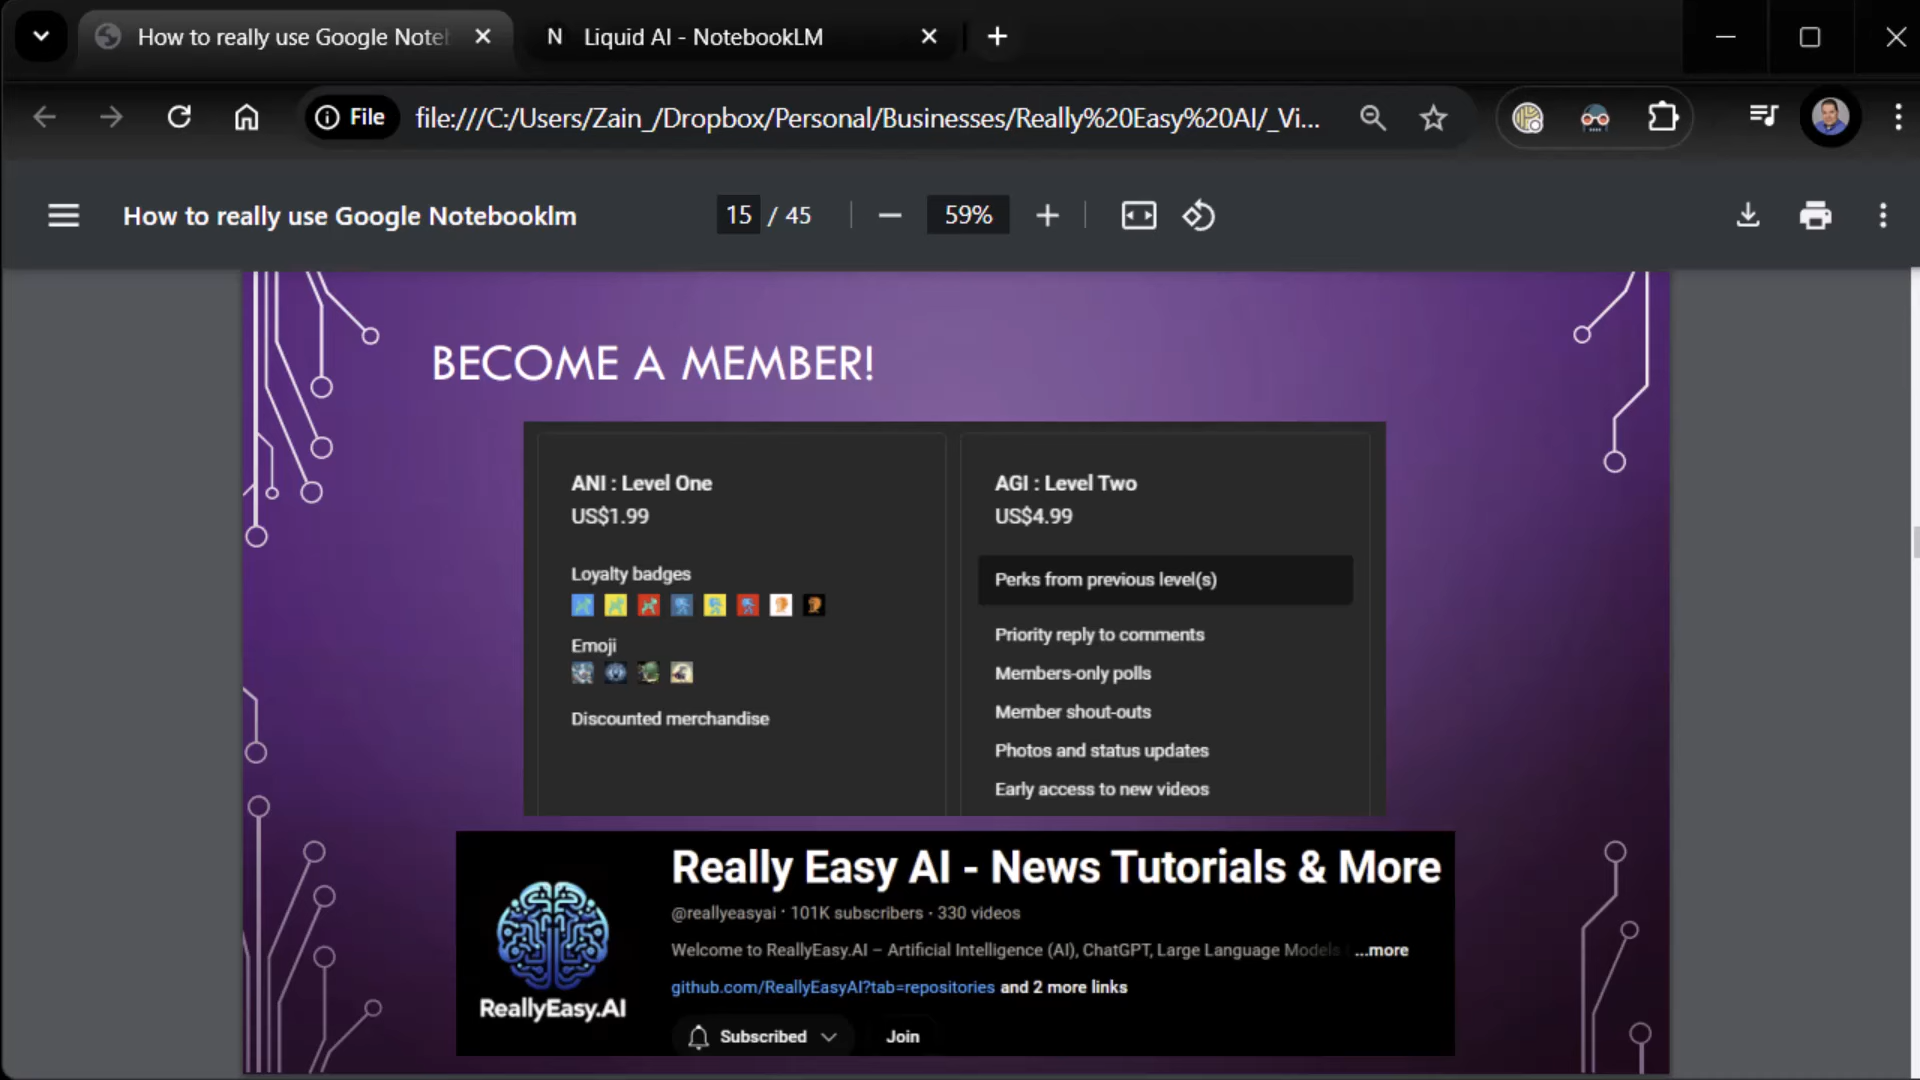 How to really use Google Note
N Liquid AI - NotebookLM
File file:///C:/Users/Zain_/Dropbox/Personal/Businesses/Really%20Easy%20AI/_Vi...
How to really use Google Notebooklm 15 / 45 59%
BECOME A MEMBER!
ANI : Level One
US$1.99
Loyalty badges
Emoji
Discounted merchandise
AGI : Level Two
US$4.99
Perks from previous level(s)
Priority reply to comments
Members-only polls
Member shout-outs
Photos and status updates
Early access to new videos
ReallyEasy.AI
Really Easy AI - News Tutorials & More
@reallyeasyai · 101K subscribers · 330 videos
Welcome to ReallyEasy.AI – Artificial Intelligence (AI), ChatGPT, Large Language Models ...more
github.com/ReallyEasyAI?tab=repositories and 2 more links
Subscribed Join